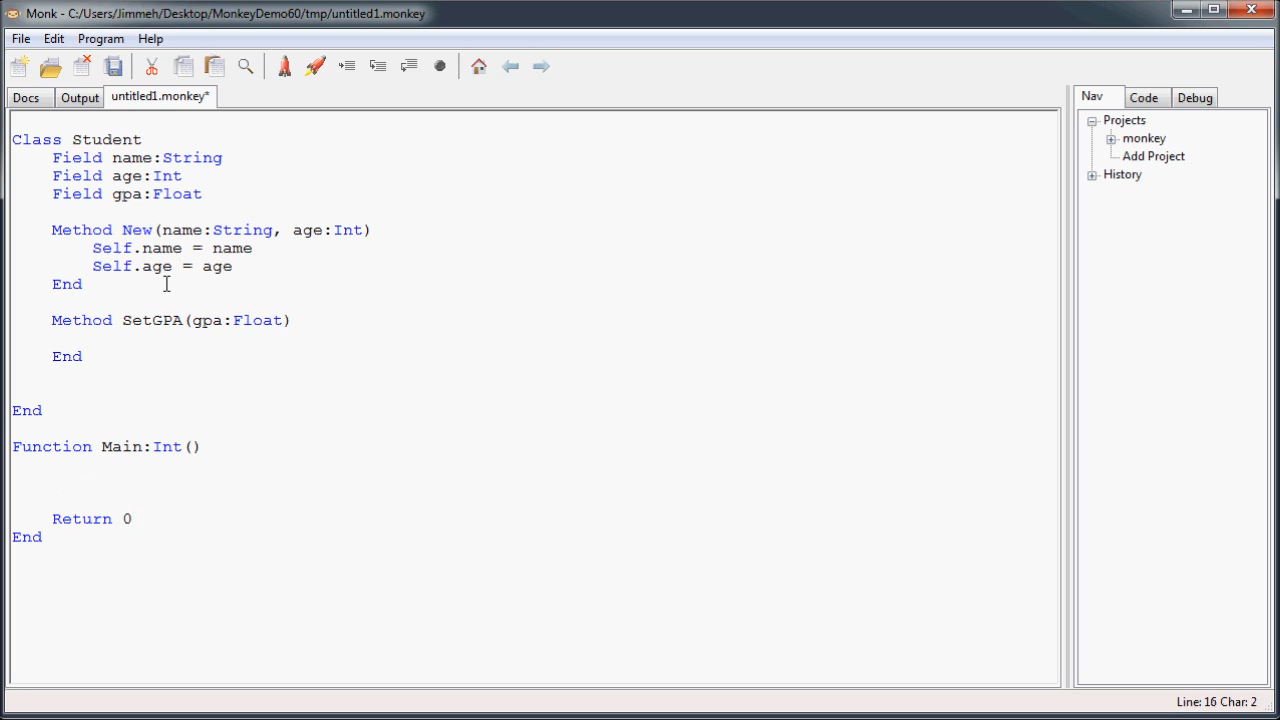 Monk - C:/Users/Jimmeh/Desktop/MonkeyDemo60/tmp/untitled1.monkey
File Edit Program Help
Docs Output untitled1.monkey* Nav Code Debug
Class Student
Field name:String
Field age:Int
Field gpa:Float
Method New(name:String, age:Int)
Self.name = name
Self.age = age
End
Method SetGPA(gpa:Float)
End
End
Function Main:Int()
Return 0
End
Projects
monkey
Add Project
History
Line: 16 Char: 2